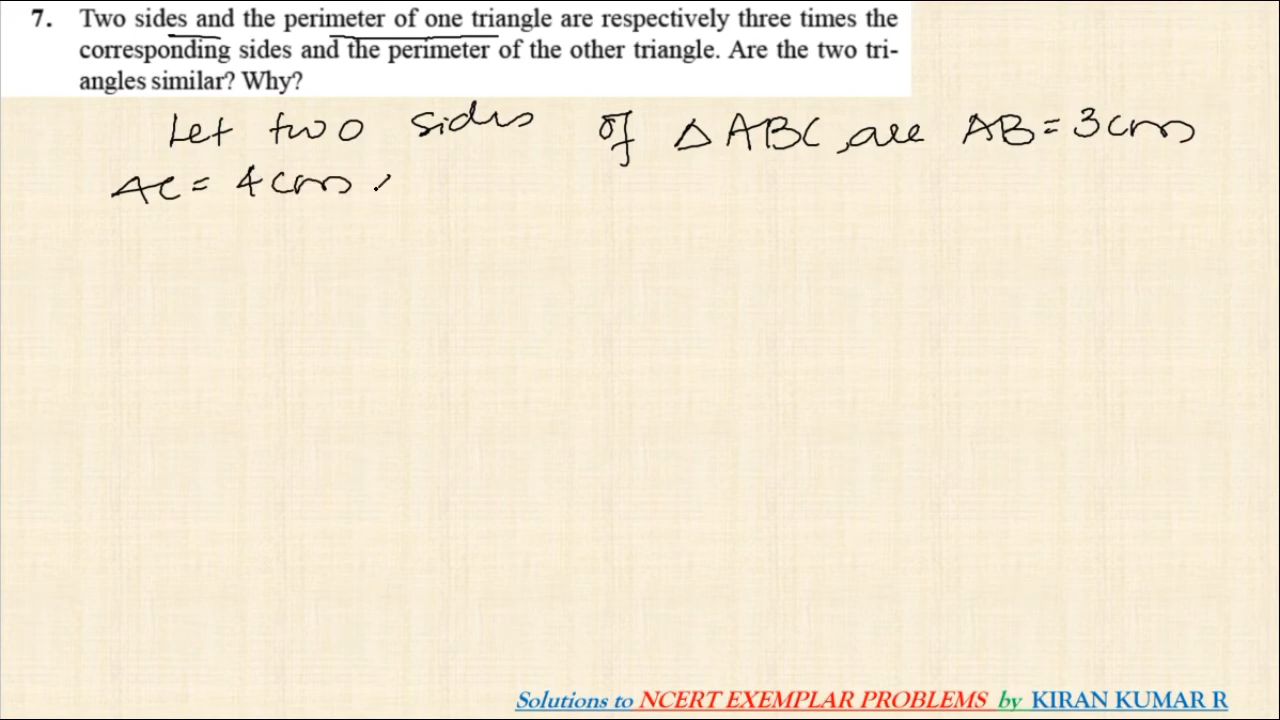 7. Two sides and the perimeter of one triangle are respectively three times the
corresponding sides and the perimeter of the other triangle. Are the two tri-
angles similar? Why?
Let two sides of Δ ABC, are AB = 3cm
AC = 4cm,
Solutions to NCERT EXEMPLAR PROBLEMS by KIRAN KUMAR R